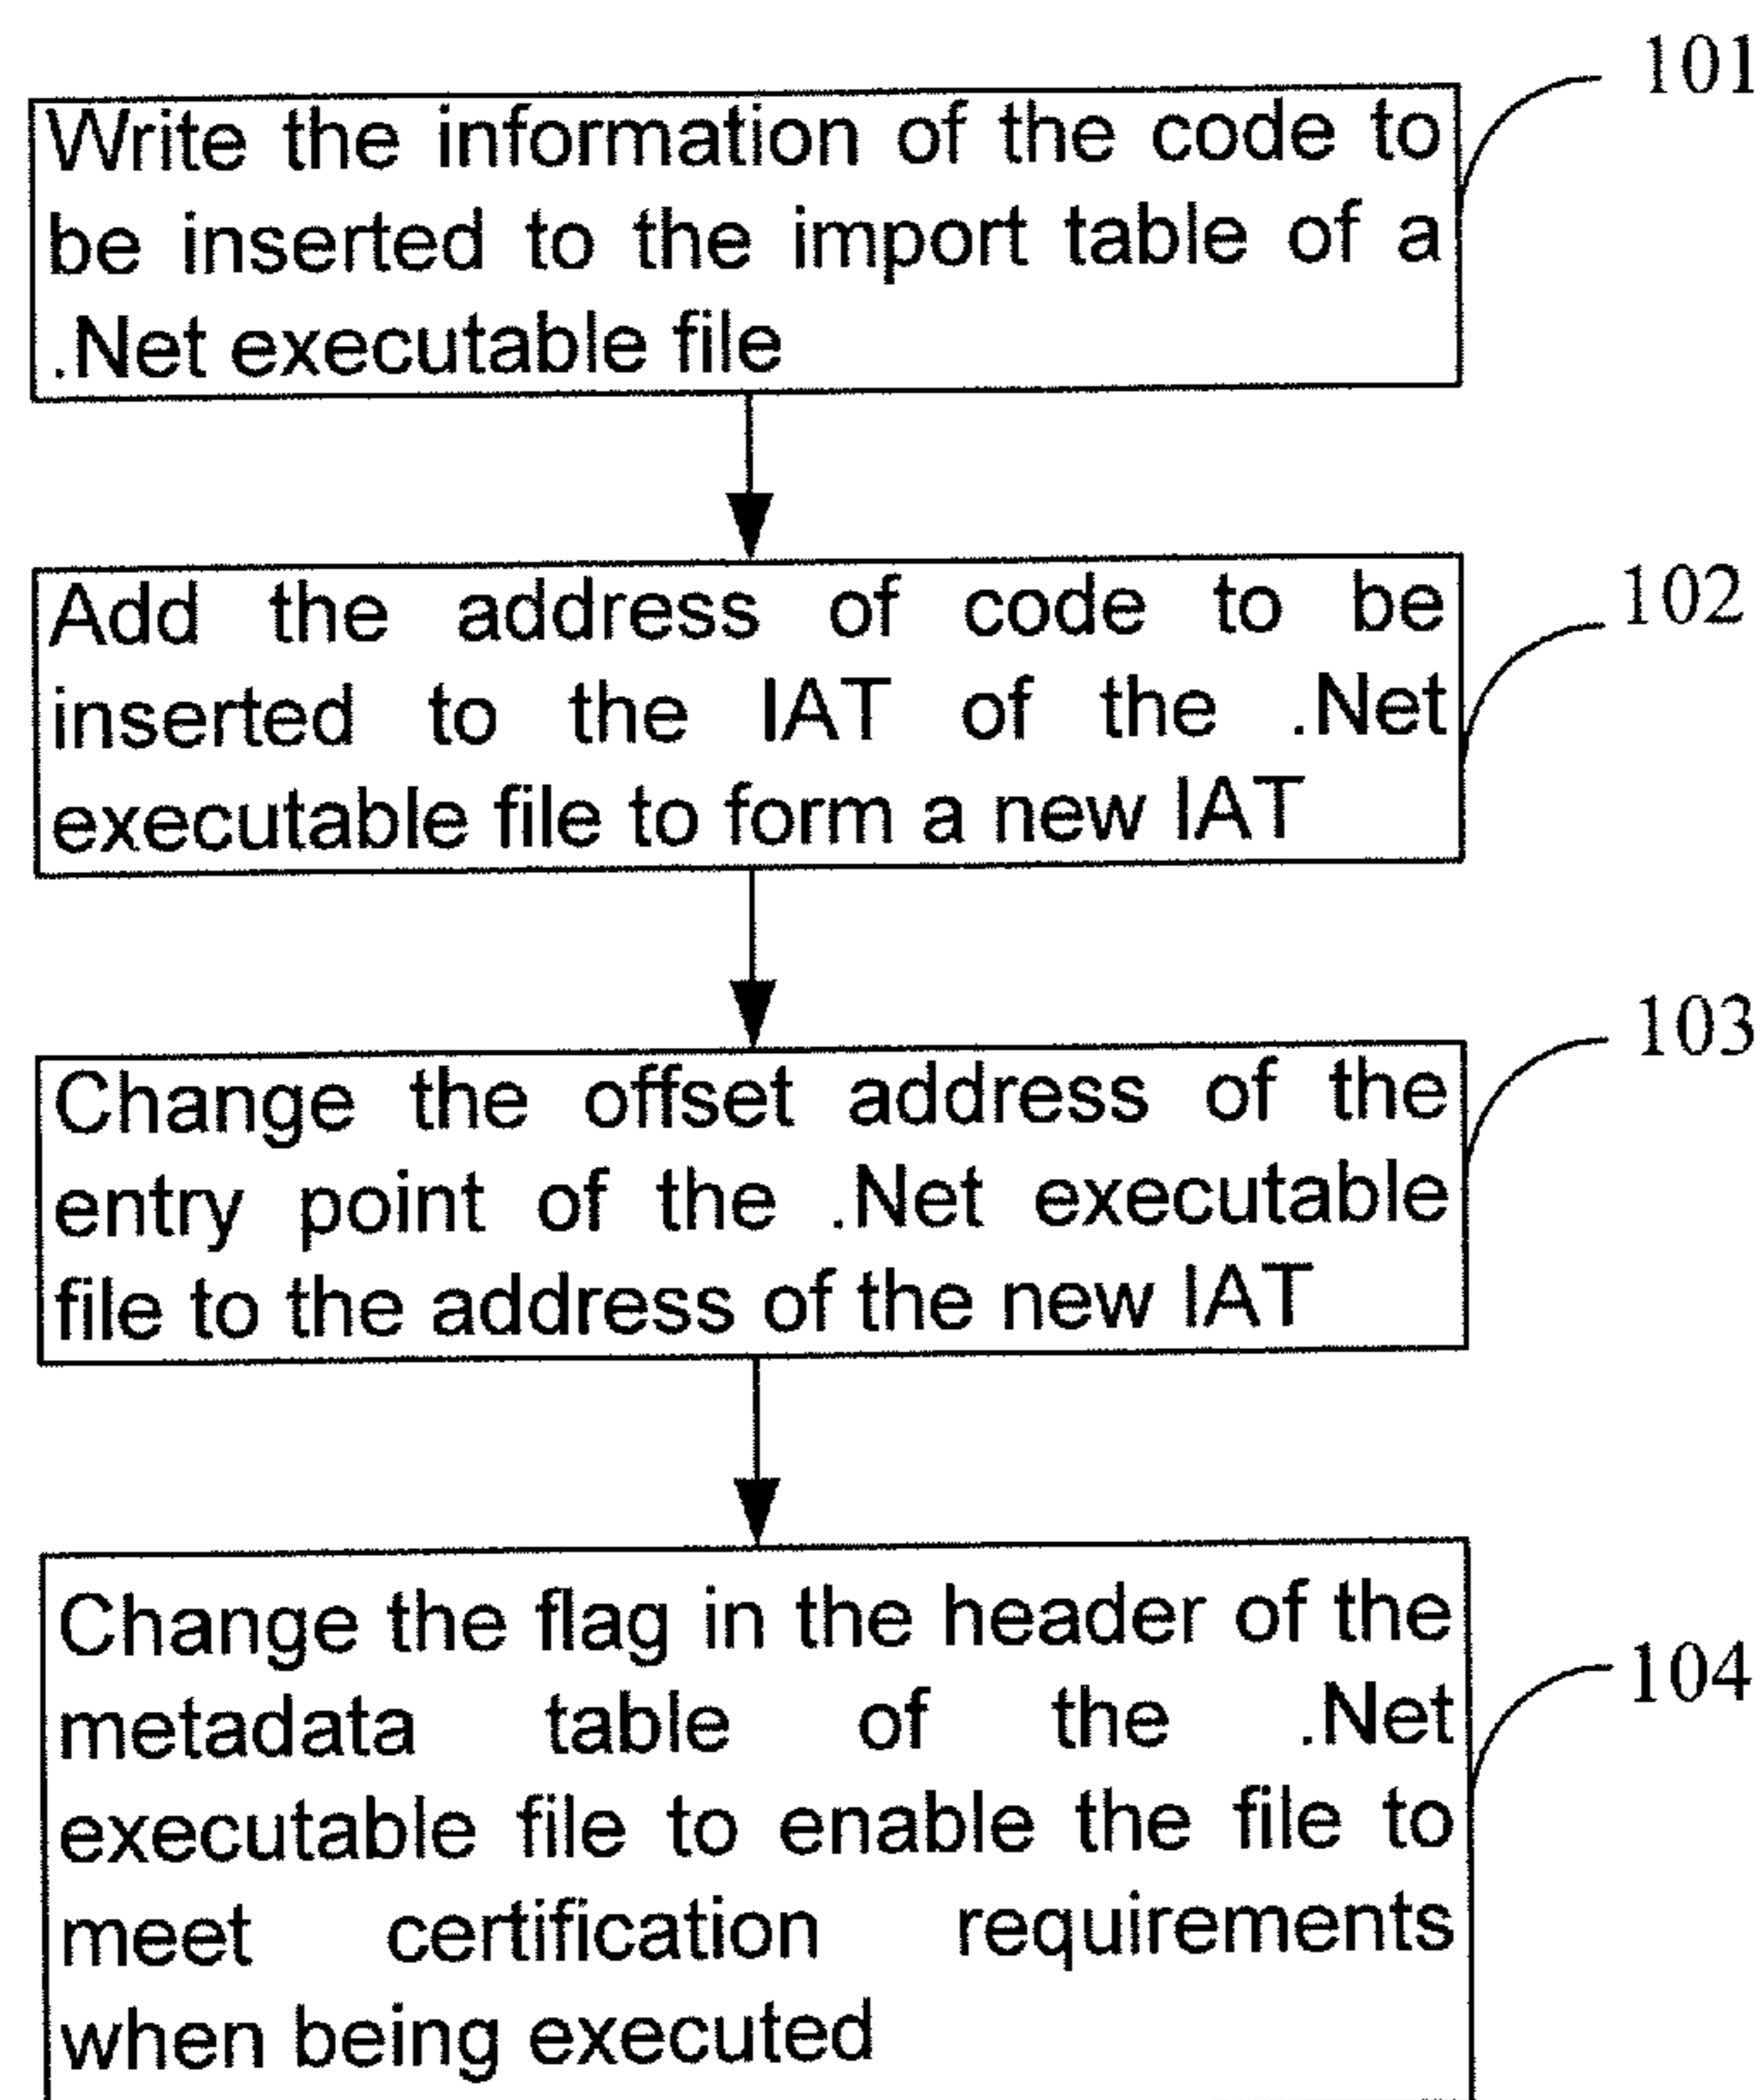 101
Write the information of the code to
be inserted to the import table of a
.Net executable file
102
Add the address of code to be
inserted to the IAT of the .Net
executable file to form a new IAT
103
Change the offset address of the
entry point of the .Net executable
file to the address of the new IAT
104
Change the flag in the header of the
metadata table of the .Net
executable file to enable the file to
meet certification requirements
when being executed